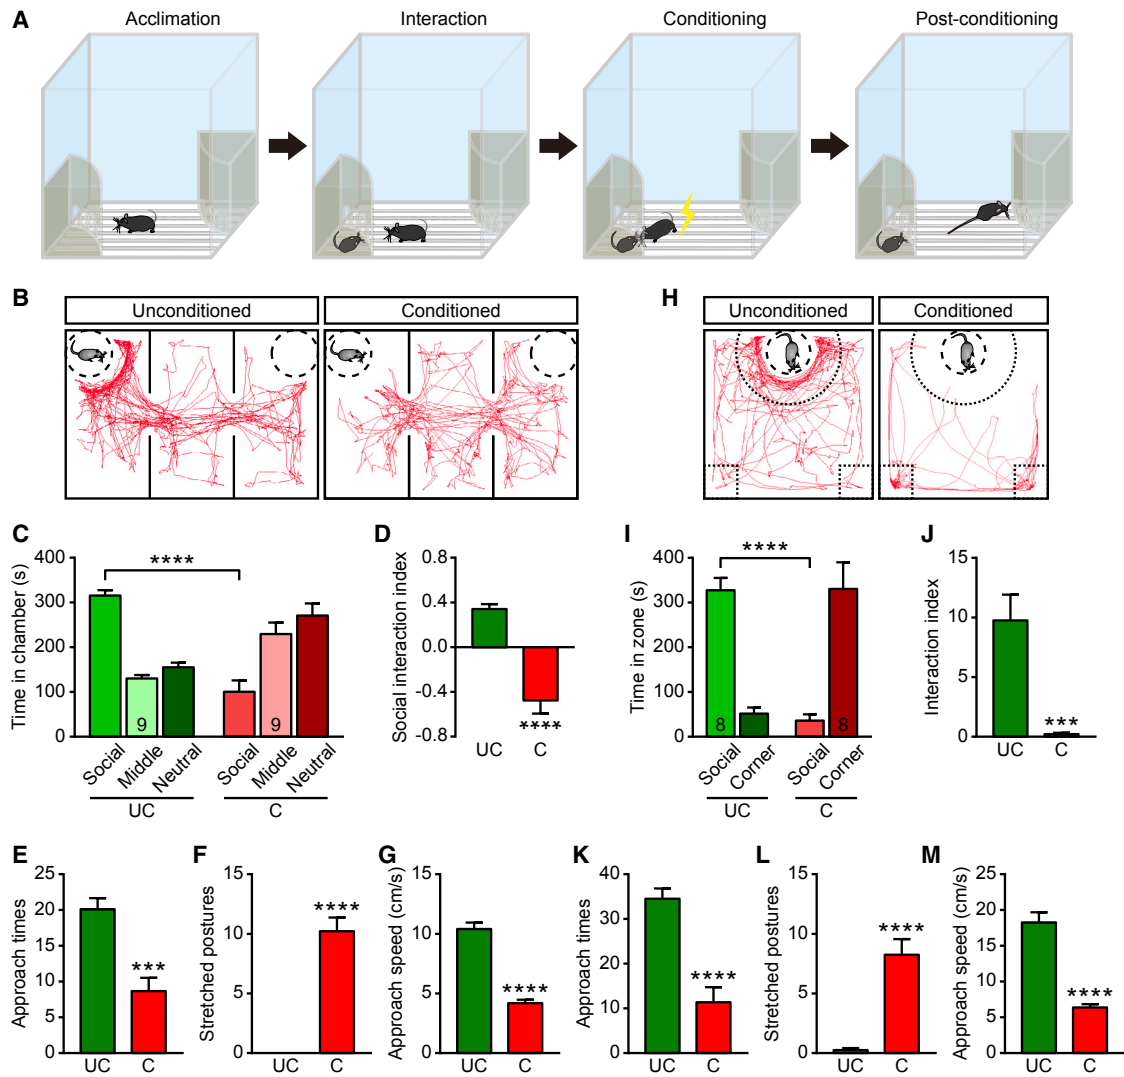 A
Acclimation
Interaction
Conditioning
Post-conditioning
B
Unconditioned
Conditioned
H
Unconditioned
Conditioned
C
Time in chamber (s)
400
300
200
100
0
****
9
9
Social
Middle
Neutral
Social
Middle
Neutral
UC
C
D
Social interaction index
0.8
0.4
0.0
-0.4
-0.8
****
UC
C
I
Time in zone (s)
400
300
200
100
0
****
8
8
Social
Corner
Social
Corner
UC
C
J
Interaction index
15
10
5
0
***
UC
C
E
Approach times
25
20
15
10
5
0
***
UC
C
F
Stretched postures
15
10
5
0
****
UC
C
G
Approach speed (cm/s)
15
10
5
0
****
UC
C
K
Approach times
40
30
20
10
0
****
UC
C
L
Stretched postures
15
10
5
0
****
UC
C
M
Approach speed (cm/s)
25
20
15
10
5
0
****
UC
C